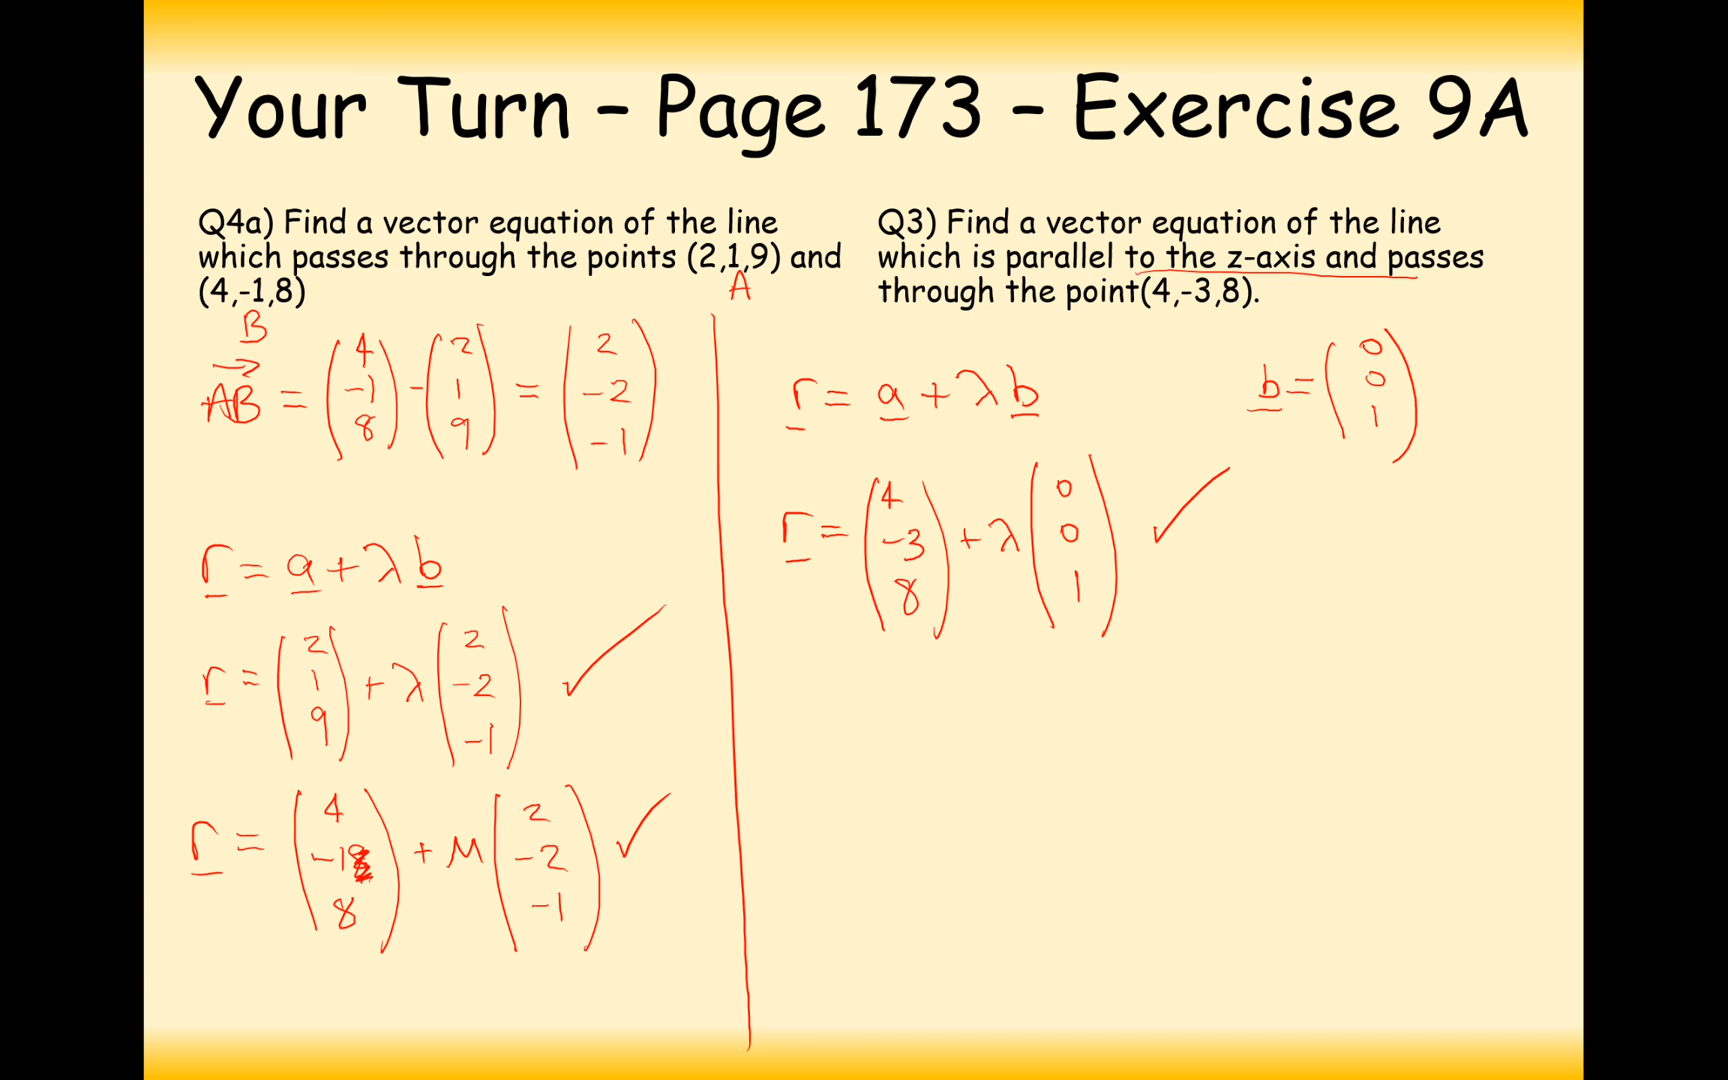 Your Turn – Page 173 – Exercise 9A
Q4a) Find a vector equation of the line
which passes through the points (2,1,9) and
(4,-1,8)
A
B
AB = (4 -1 8) - (2 1 9) = (2 -2 -1)
r = a + λ b
r = (2 1 9) + λ (2 -2 -1) ✓
r = (4 -1 8) + μ (2 -2 -1) ✓
Q3) Find a vector equation of the line
which is parallel to the z-axis and passes
through the point(4,-3,8).
r = a + λ b
b = (0 0 1)
r = (4 -3 8) + λ (0 0 1) ✓